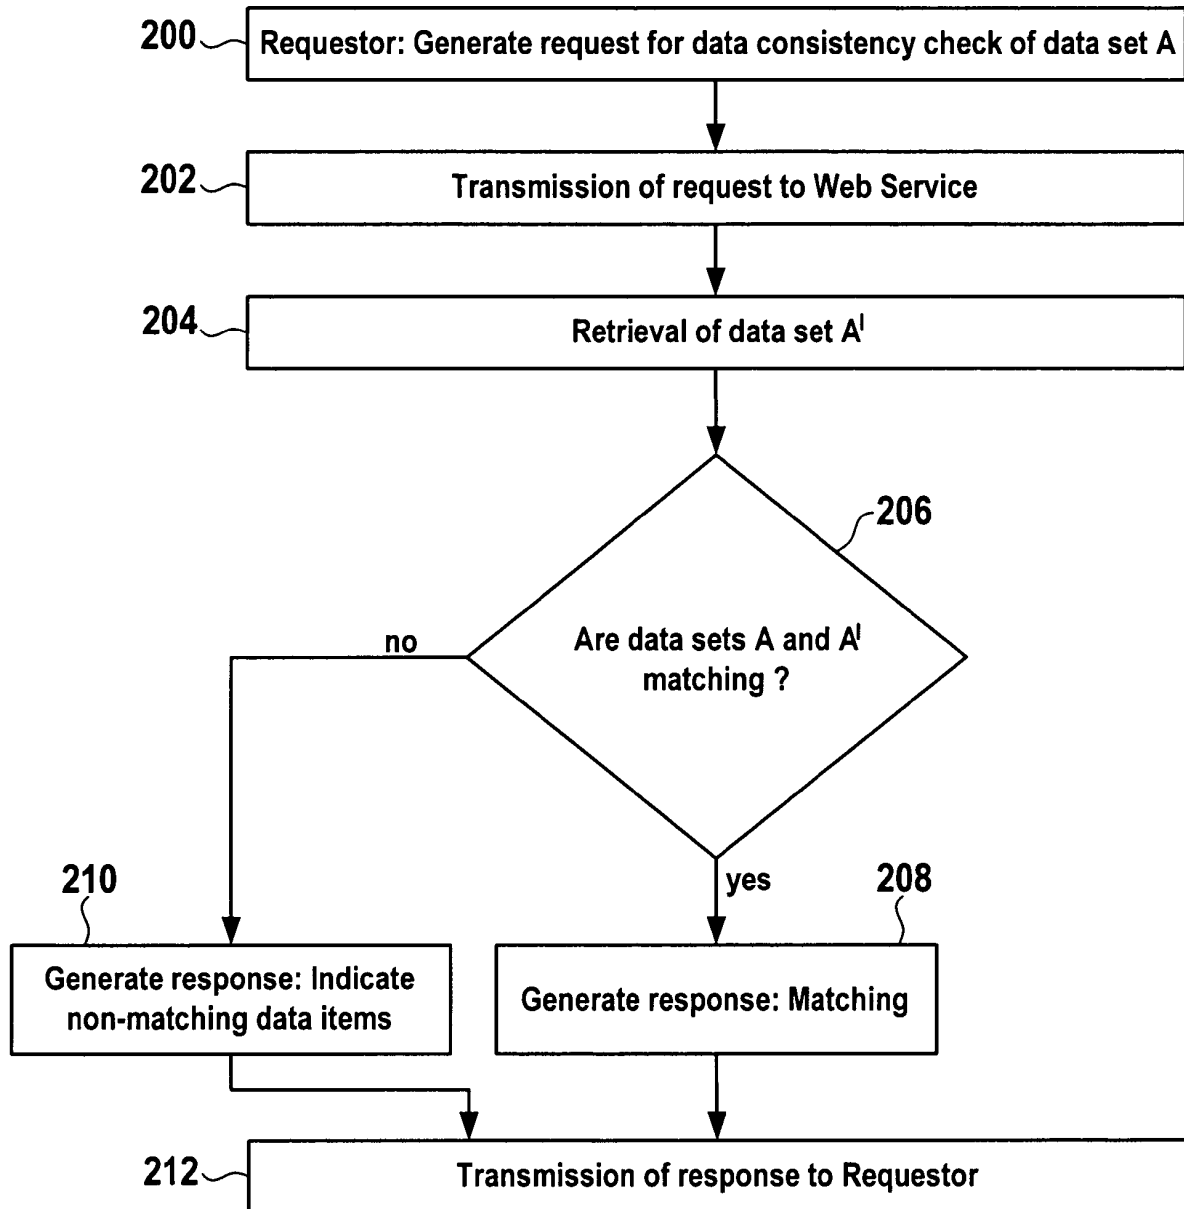 200
Requestor: Generate request for data consistency check of data set A
202
Transmission of request to Web Service
204
Retrieval of data set A'
206
Are data sets A and A'
matching ?
no
yes
210
208
Generate response: Indicate
non-matching data items
Generate response: Matching
212
Transmission of response to Requestor